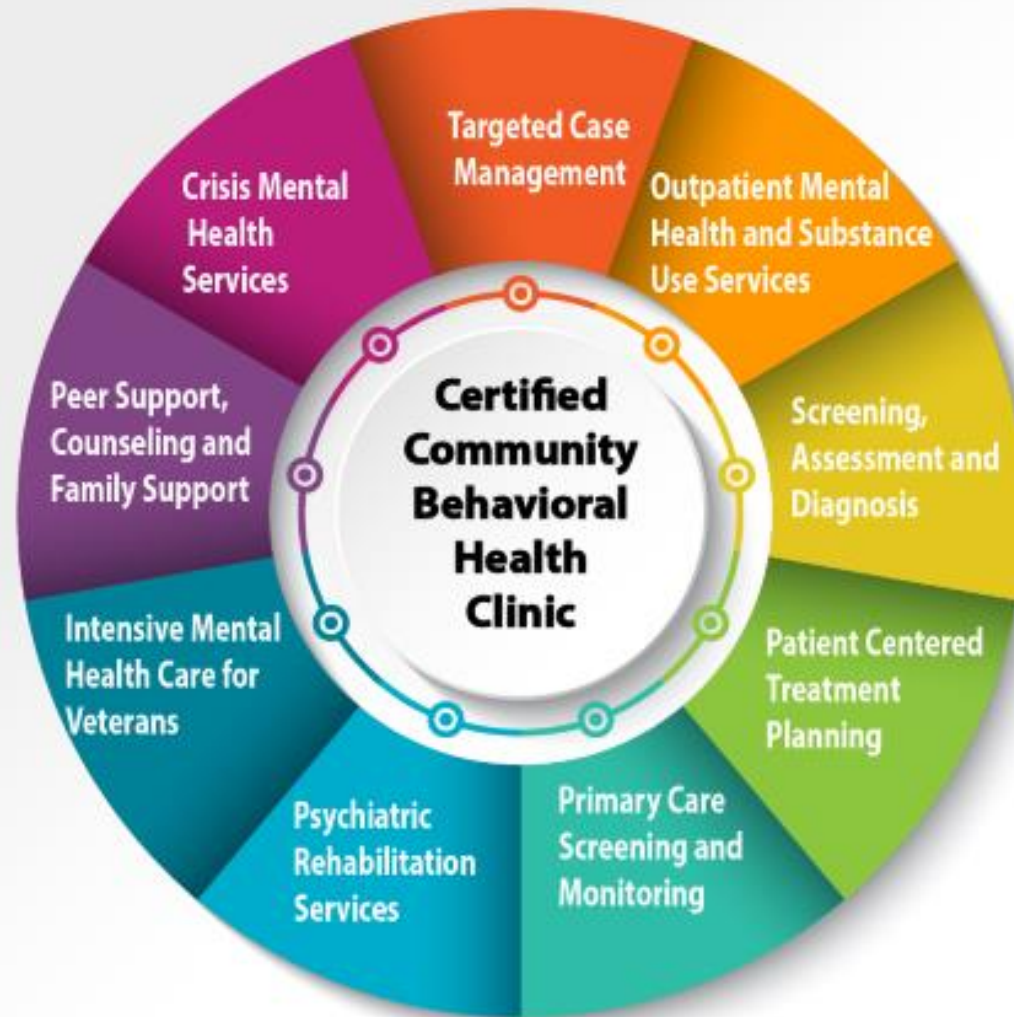 Targeted Case
Management
Outpatient Mental
Health and Substance
Use Services
Screening,
Assessment and
Diagnosis
Patient Centered
Treatment
Planning
Primary Care
Screening and
Monitoring
Psychiatric
Rehabilitation
Services
Intensive Mental
Health Care for
Veterans
Peer Support,
Counseling and
Family Support
Crisis Mental
Health
Services
Certified
Community
Behavioral
Health
Clinic